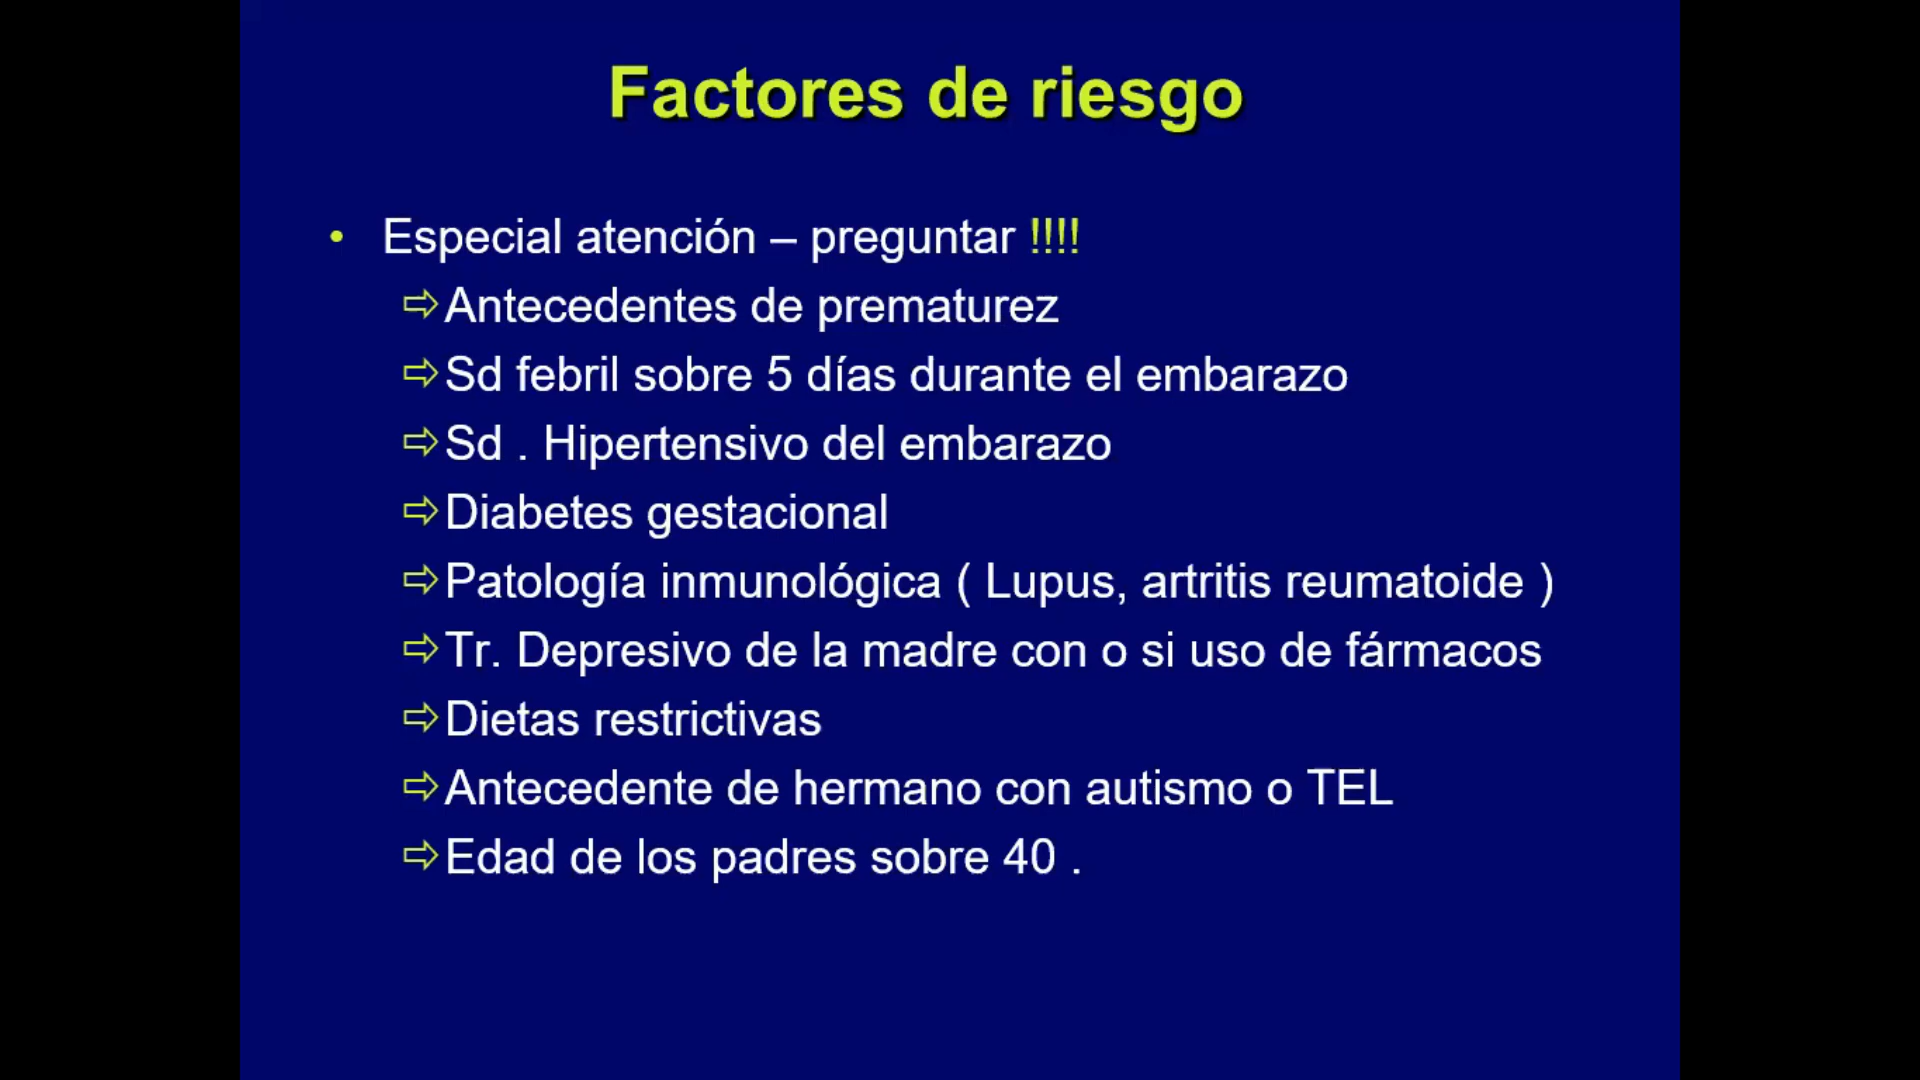 Factores de riesgo
• Especial atención – preguntar !!!!
⇨Antecedentes de prematurez
⇨Sd febril sobre 5 días durante el embarazo
⇨Sd . Hipertensivo del embarazo
⇨Diabetes gestacional
⇨Patología inmunológica ( Lupus, artritis reumatoide )
⇨Tr. Depresivo de la madre con o si uso de fármacos
⇨Dietas restrictivas
⇨Antecedente de hermano con autismo o TEL
⇨Edad de los padres sobre 40 .